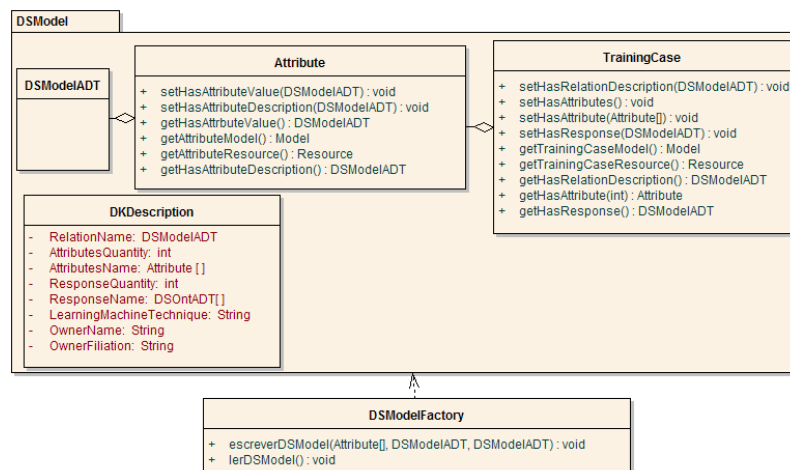 DSModel
DSModelADT
Attribute
+ setHasAttributeValue(DSModelADT) : void
+ setHasAttributeDescription(DSModelADT) : void
+ getHasAttributeValue() : DSModelADT
+ getAttributeModel() : Model
+ getAttributeResource() : Resource
+ getHasAttributeDescription() : DSModelADT
TrainingCase
+ setHasRelationDescription(DSModelADT) : void
+ setHasAttributes() : void
+ setHasAttribute(Attribute[]) : void
+ setHasResponse(DSModelADT) : void
+ getTrainingCaseModel() : Model
+ getTrainingCaseResource() : Resource
+ getHasRelationDescription() : DSModelADT
+ getHasAttribute(int) : Attribute
+ getHasResponse() : DSModelADT
DKDescription
- RelationName: DSModelADT
- AttributesQuantity: int
- AttributesName: Attribute [ ]
- ResponseQuantity: int
- ResponseName: DSOntADT[ ]
- LearningMachineTechnique: String
- OwnerName: String
- OwnerFiliation: String
DSModelFactory
+ escreverDSModel(Attribute[], DSModelADT, DSModelADT) : void
+ lerDSModel() : void